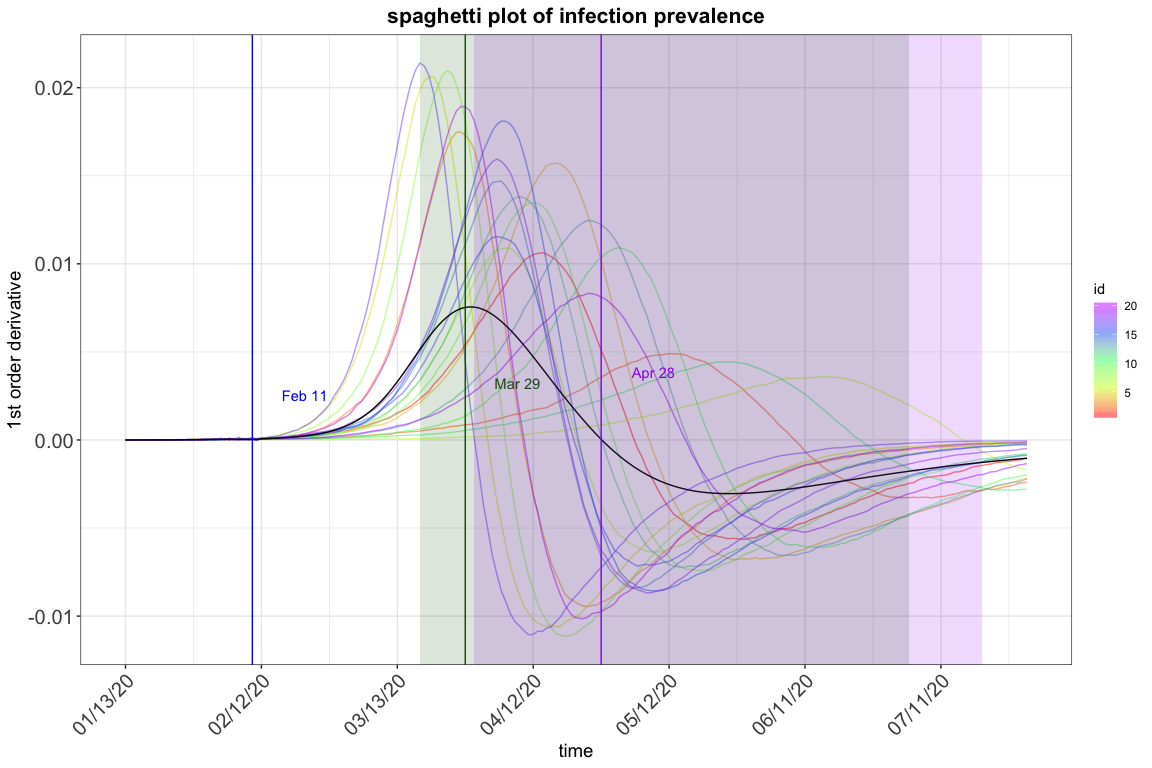 spaghetti plot of infection prevalence
1st order derivative
0.02
0.01
0.00
-0.01
Feb 11
Mar 29
Apr 28
01/13/20
02/12/20
03/13/20
04/12/20
05/12/20
06/11/20
07/11/20
time
id
20
15
10
5